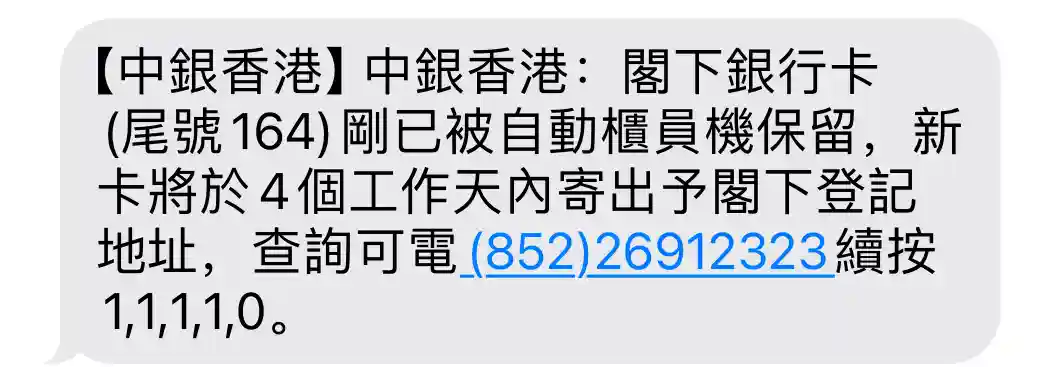 【中銀香港】中銀香港：閣下銀行卡
(尾號164)剛已被自動櫃員機保留，新
卡將於4個工作天內寄出予閣下登記
地址，查詢可電 (852)26912323 續按
1,1,1,1,0。